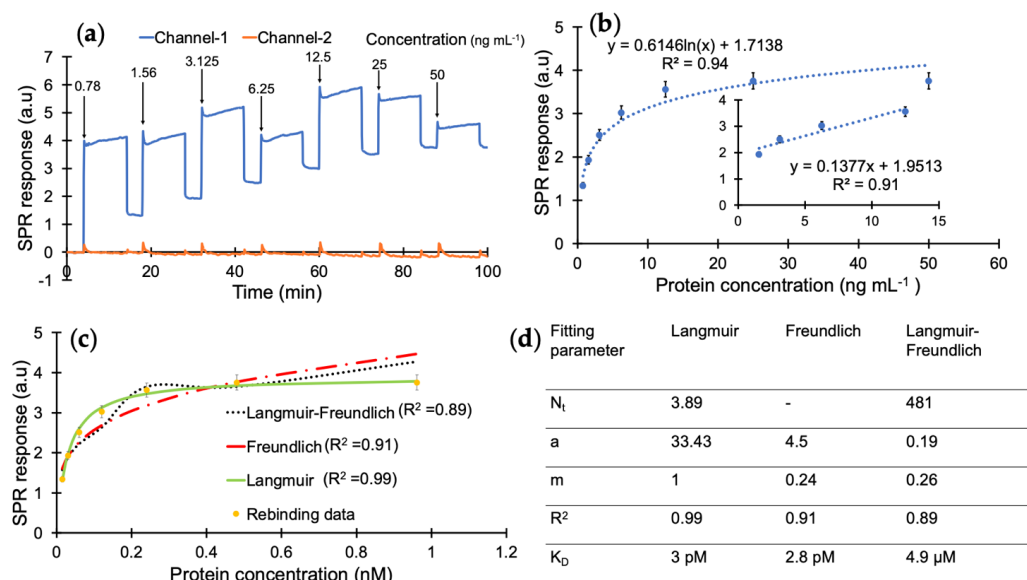 (a)
Channel-1 Channel-2 Concentration (ng mL-1)
0.78 1.56 3.125 6.25 12.5 25 50
SPR response (a.u)
7
6
5
4
3
2
1
0
-1
0 20 40 60 80 100
Time (min)
(b)
y = 0.6146ln(x) + 1.7138
R² = 0.94
SPR response (a.u)
5
4
3
2
1
0
0 10 20 30 40 50 60
Protein concentration (ng mL-1 )
4
3
2
1
0
0 5 10 15
y = 0.1377x + 1.9513
R² = 0.91
(c)
SPR response (a.u)
5
4
3
2
1
0
0 0.2 0.4 0.6 0.8 1 1.2
Protein concentration (nM)
Langmuir-Freundlich (R2 =0.89)
Freundlich (R2 =0.91)
Langmuir (R2 =0.99)
Rebinding data
(d)
Fitting parameter Langmuir Freundlich Langmuir-Freundlich
Nt 3.89 - 481
a 33.43 4.5 0.19
m 1 0.24 0.26
R2 0.99 0.91 0.89
KD 3 pM 2.8 pM 4.9 µM